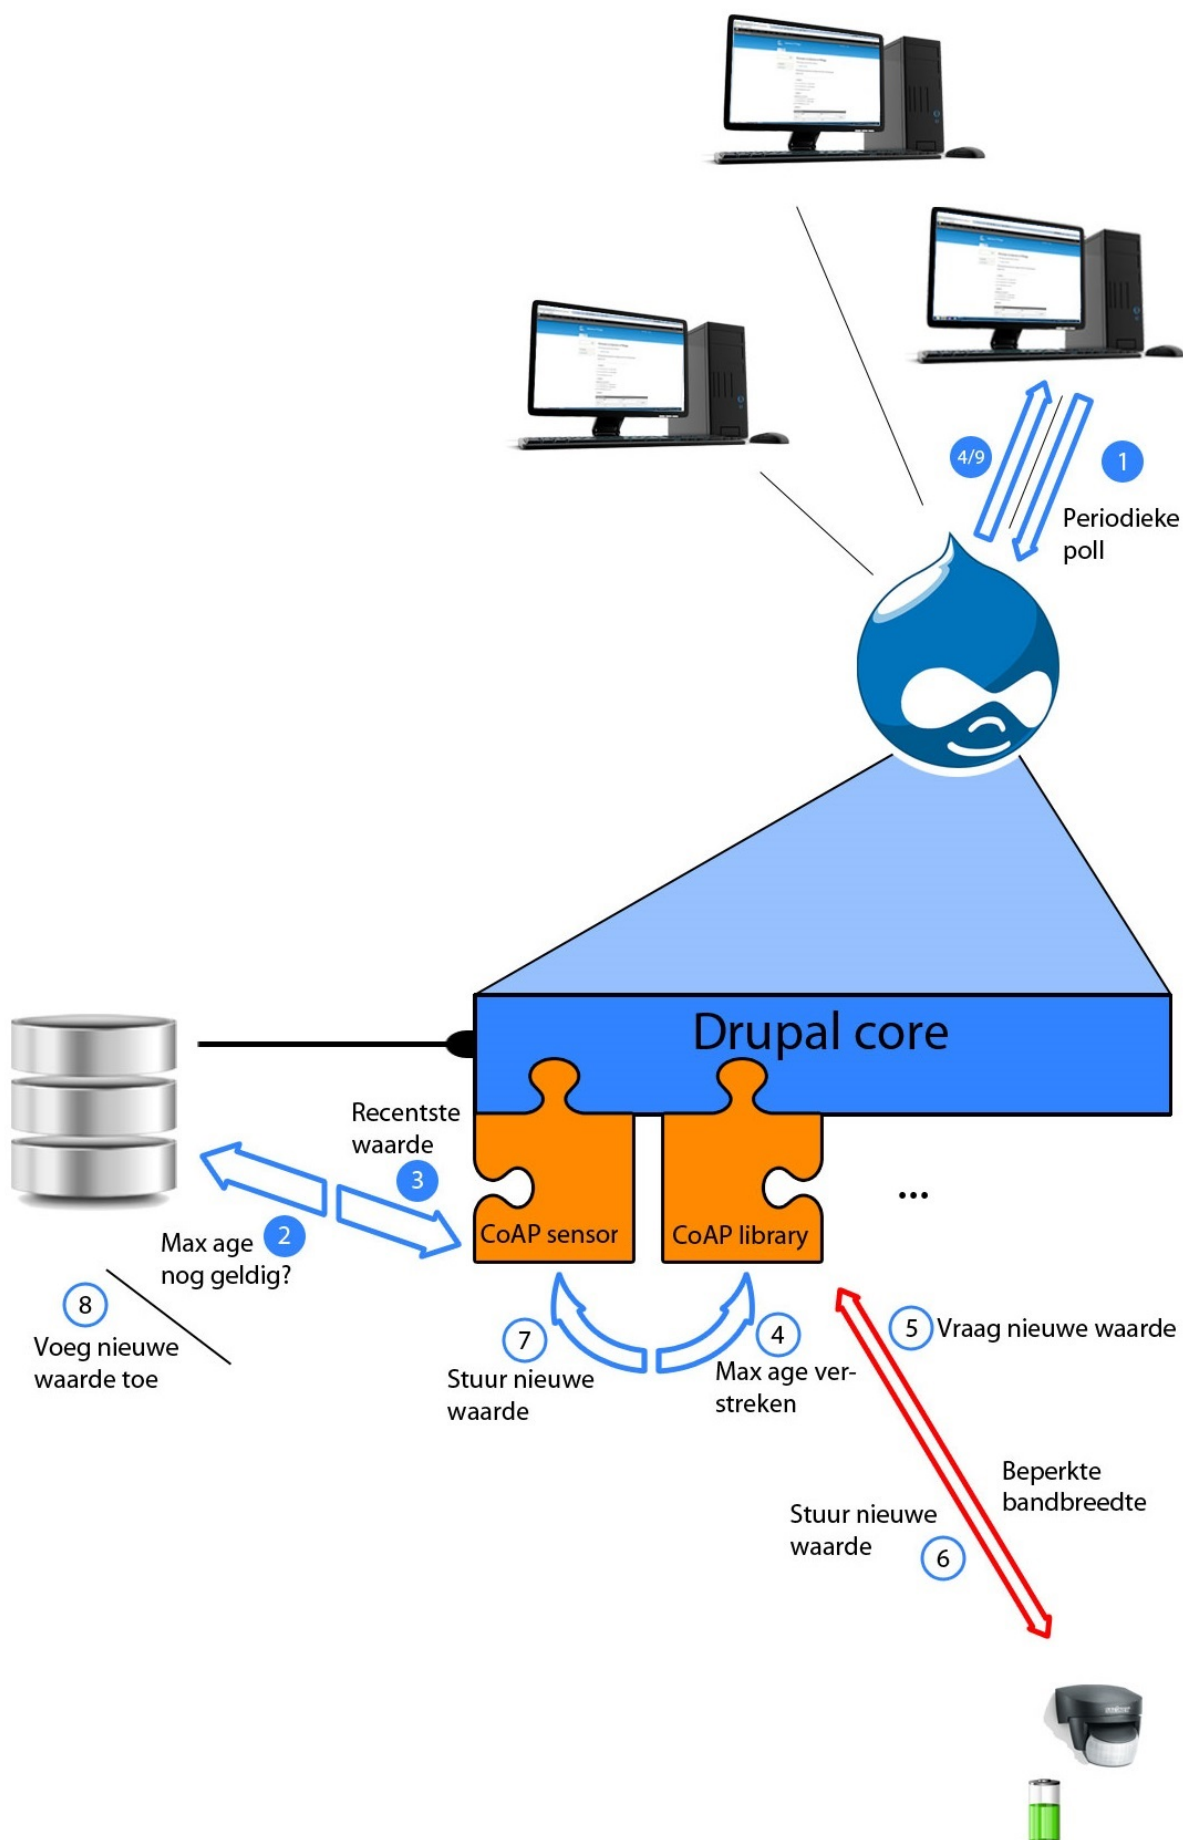 4/9
1
Periodieke
poll
Drupal core
Recentste
waarde
3
CoAP sensor
CoAP library
...
Max age
nog geldig?
2
8
Voeg nieuwe
waarde toe
7
Stuur nieuwe
waarde
4
Max age ver-
streken
5
Vraag nieuwe waarde
Beperkte
bandbreedte
Stuur nieuwe
waarde
6